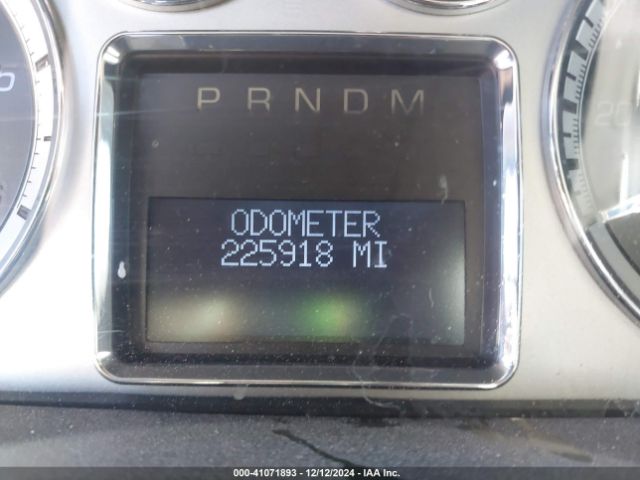 P R N D M
ODOMETER
225918 MI
000-41071893 - 12/12/2024 - IAA Inc.